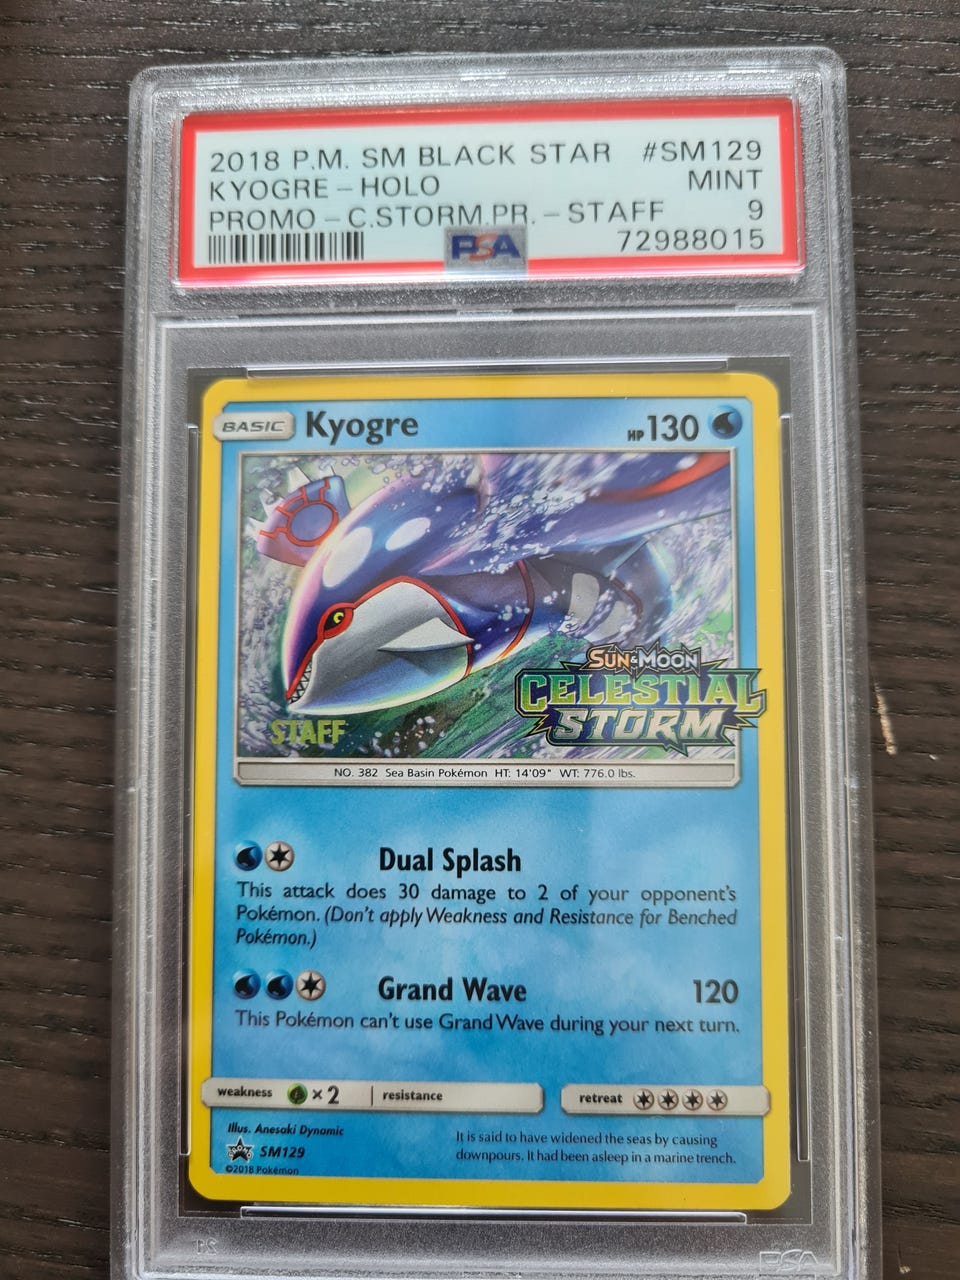 2018 P.M. SM BLACK STAR #SM129
KYOGRE - HOLO MINT
PROMO - C.STORM.PR. - STAFF 9
PSA 72988015
BASIC Kyogre HP 130
SUN & MOON
CELESTIAL
STAFF STORM
NO. 382 Sea Basin Pokémon HT: 14'09" WT: 776.0 lbs.
Dual Splash
This attack does 30 damage to 2 of your opponent's
Pokémon. (Don't apply Weakness and Resistance for Benched
Pokémon.)
Grand Wave 120
This Pokémon can't use Grand Wave during your next turn.
weakness ×2 resistance retreat
Illus. Anesaki Dynamic
SM129
©2018 Pokémon
It is said to have widened the seas by causing
downpours. It had been asleep in a marine trench.
PSA